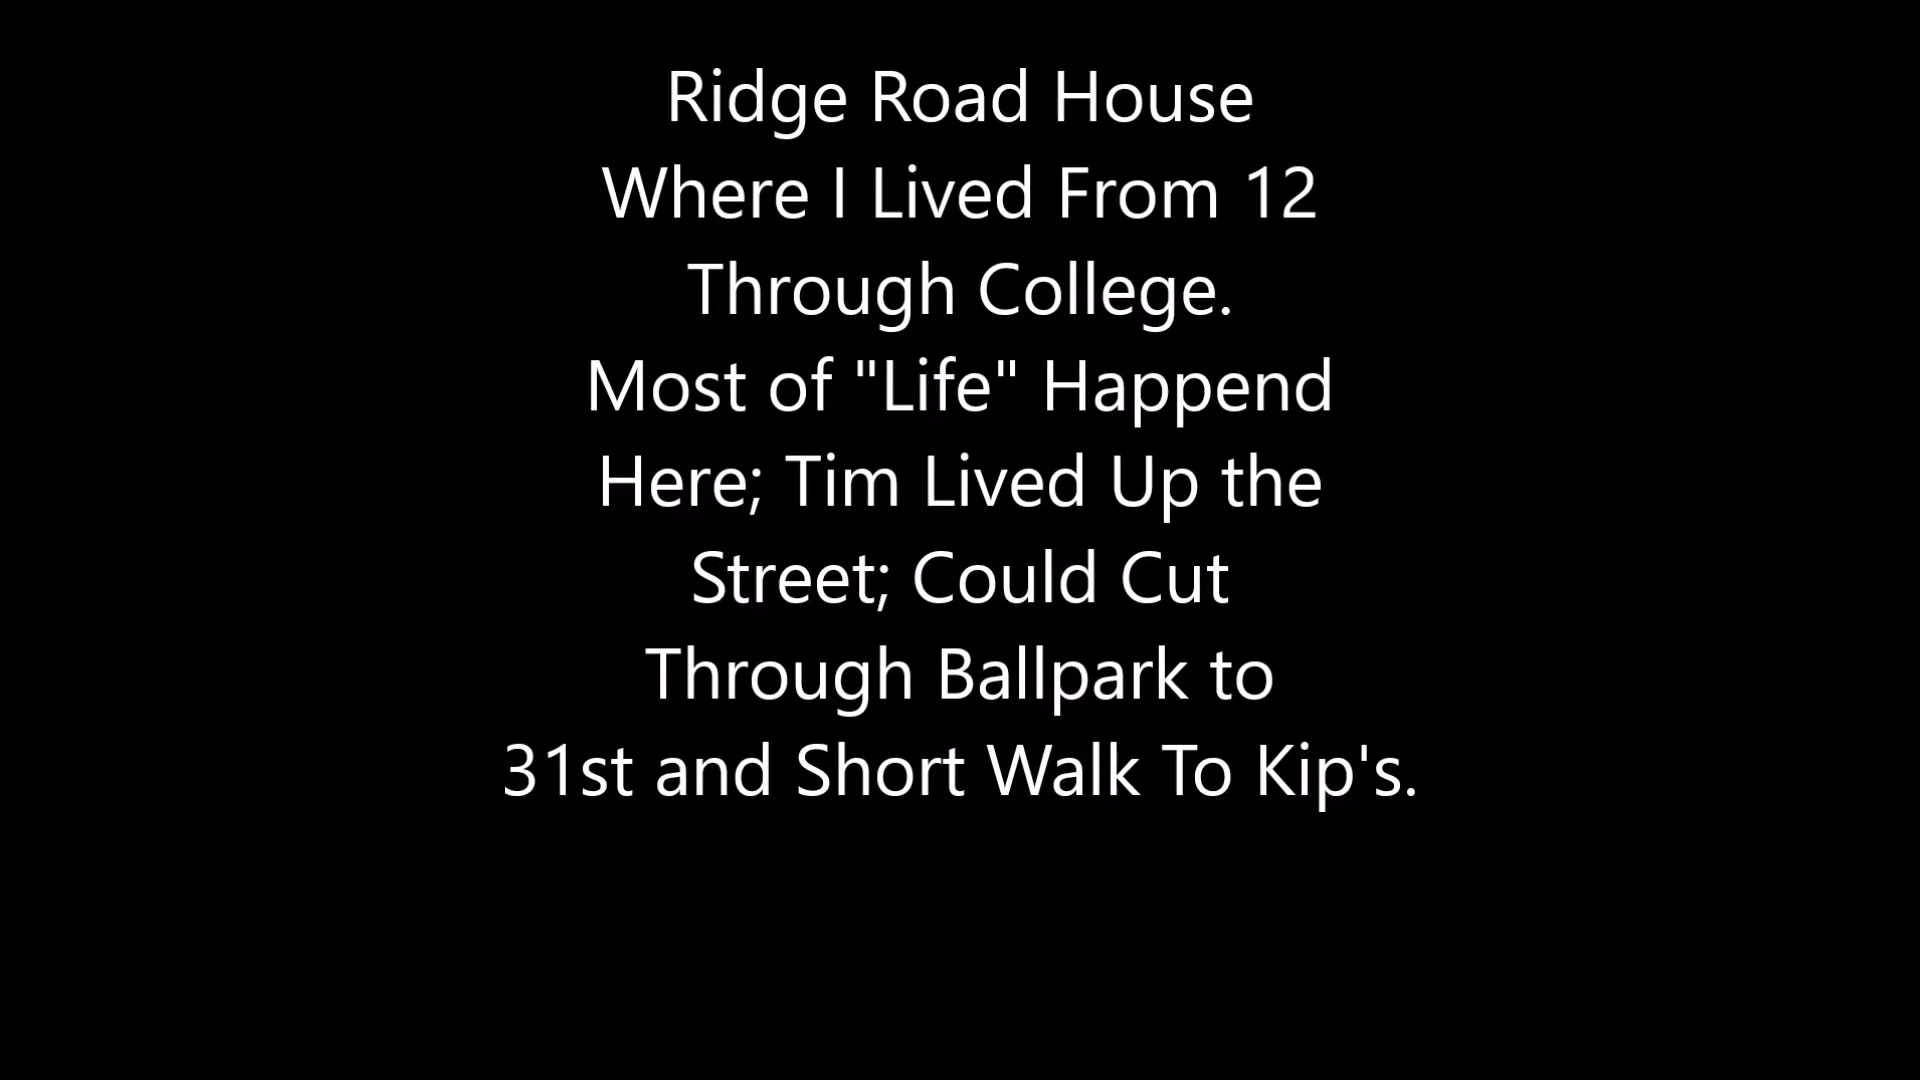 Ridge Road House
Where I Lived From 12
Through College.
Most of "Life" Happend
Here; Tim Lived Up the
Street; Could Cut
Through Ballpark to
31st and Short Walk To Kip's.